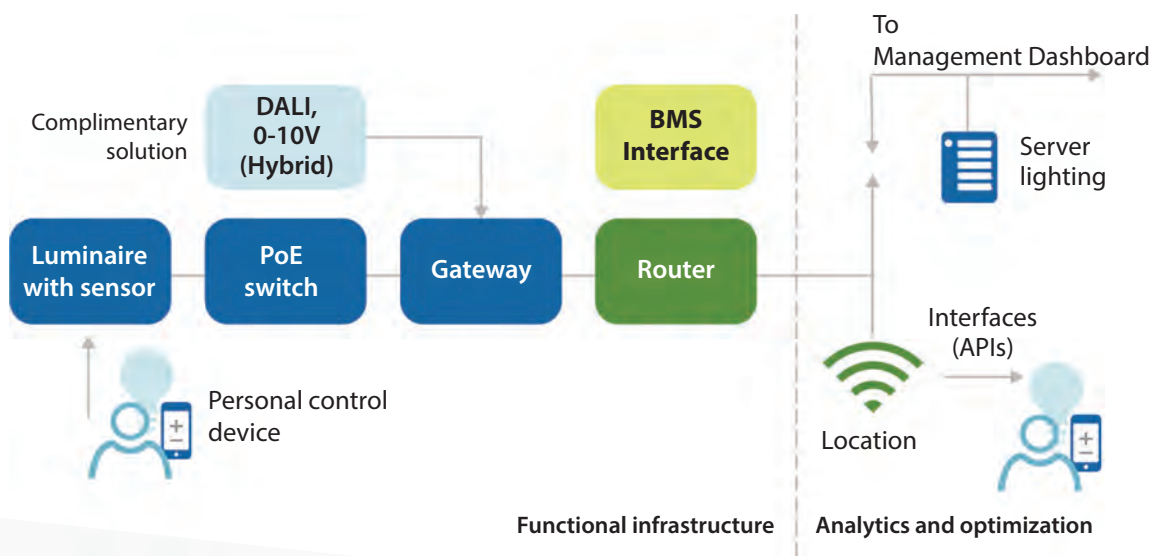 To
Management Dashboard
Complimentary
solution
DALI,
0-10V
(Hybrid)
BMS
Interface
Server
lighting
Luminaire
with sensor
PoE
switch
Gateway
Router
Interfaces
(APIs)
Personal control
device
Location
Functional infrastructure
Analytics and optimization